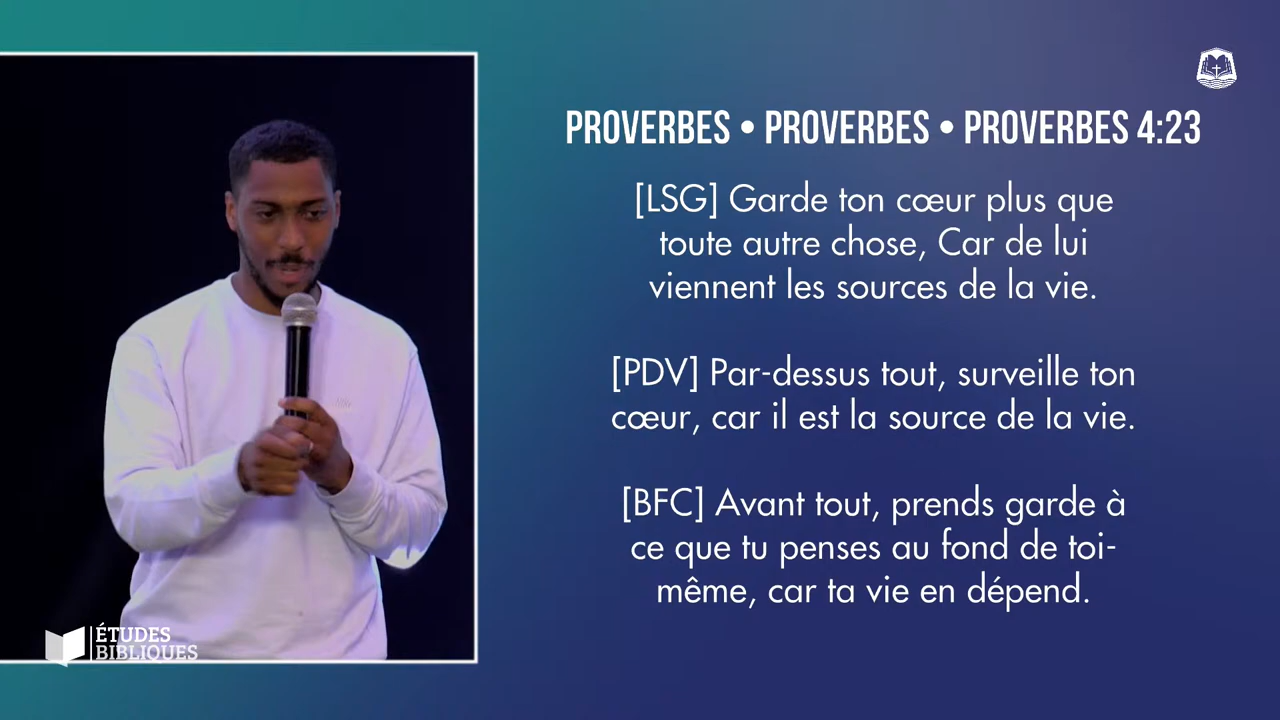 PROVERBES • PROVERBES • PROVERBES 4:23
[LSG] Garde ton cœur plus que
toute autre chose, Car de lui
viennent les sources de la vie.
[PDV] Par-dessus tout, surveille ton
cœur, car il est la source de la vie.
[BFC] Avant tout, prends garde à
ce que tu penses au fond de toi-
même, car ta vie en dépend.
ÉTUDES
BIBLIQUES